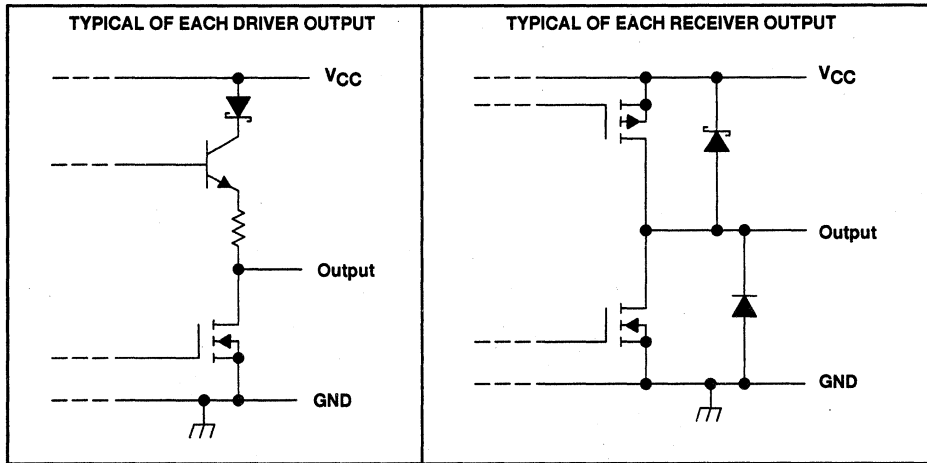 TYPICAL OF EACH DRIVER OUTPUT
VCC
Output
GND
TYPICAL OF EACH RECEIVER OUTPUT
VCC
Output
GND